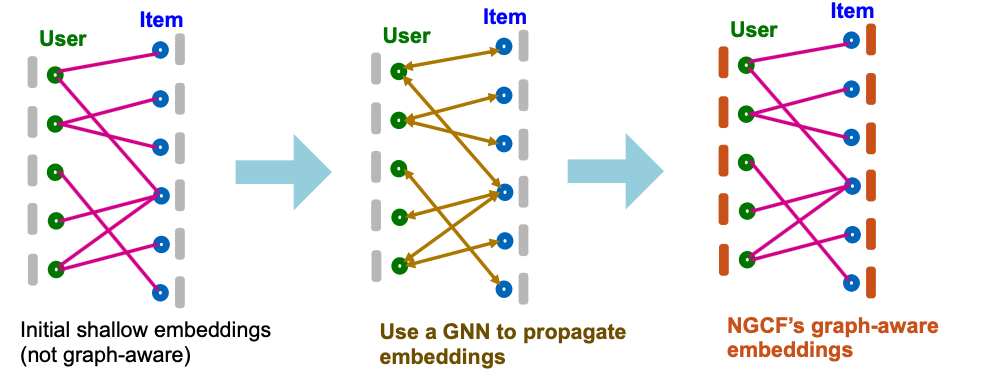 User
Item
Initial shallow embeddings
(not graph-aware)
User
Item
Use a GNN to propagate
embeddings
User
Item
NGCF's graph-aware
embeddings